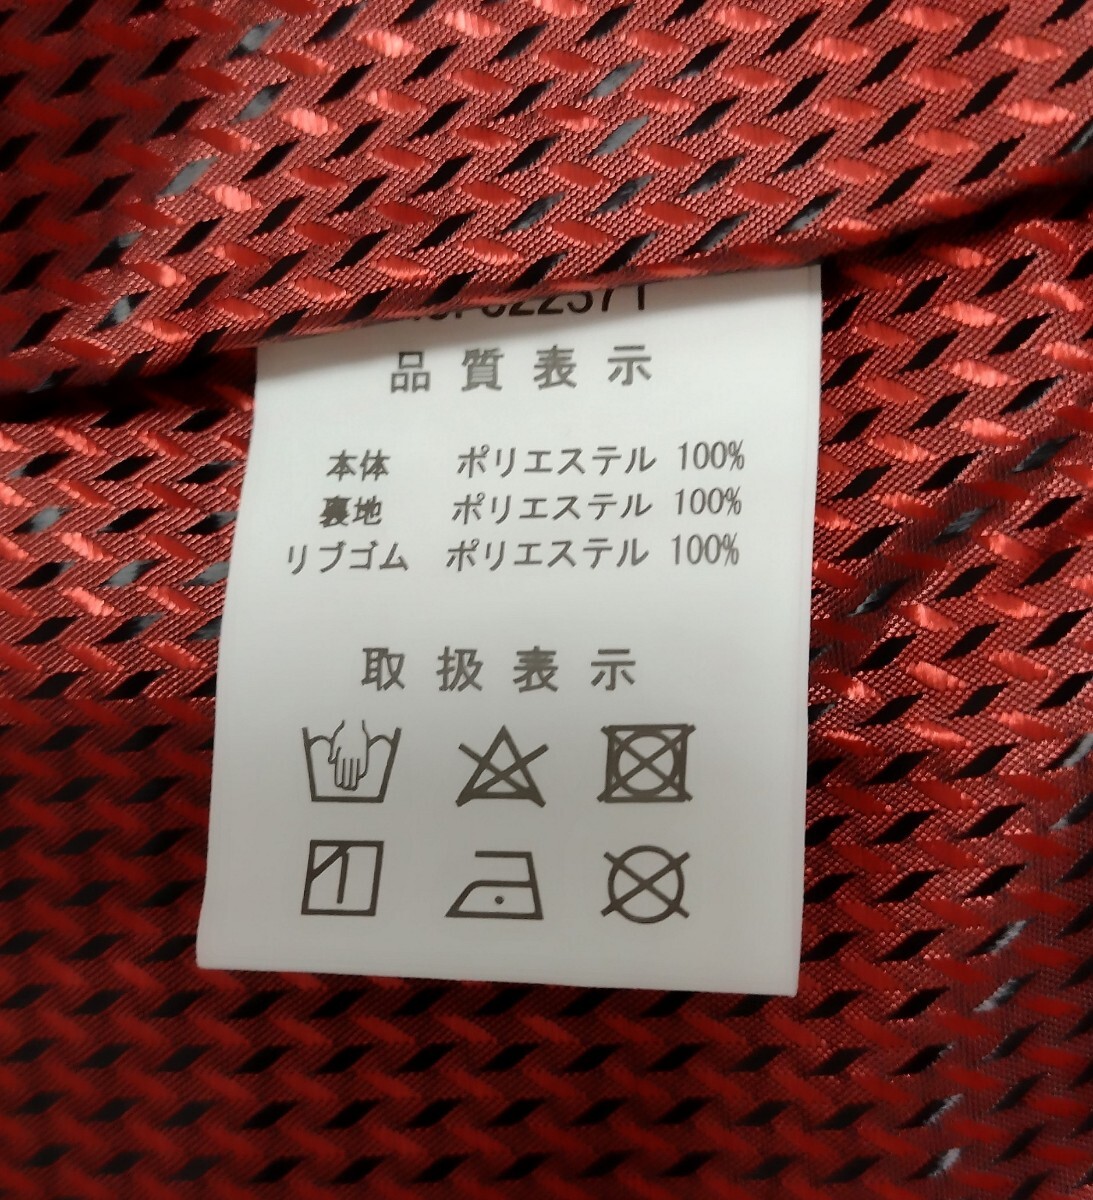 品質表示
本体 ポリエステル 100%
裏地 ポリエステル 100%
リブゴム ポリエステル 100%
取扱表示